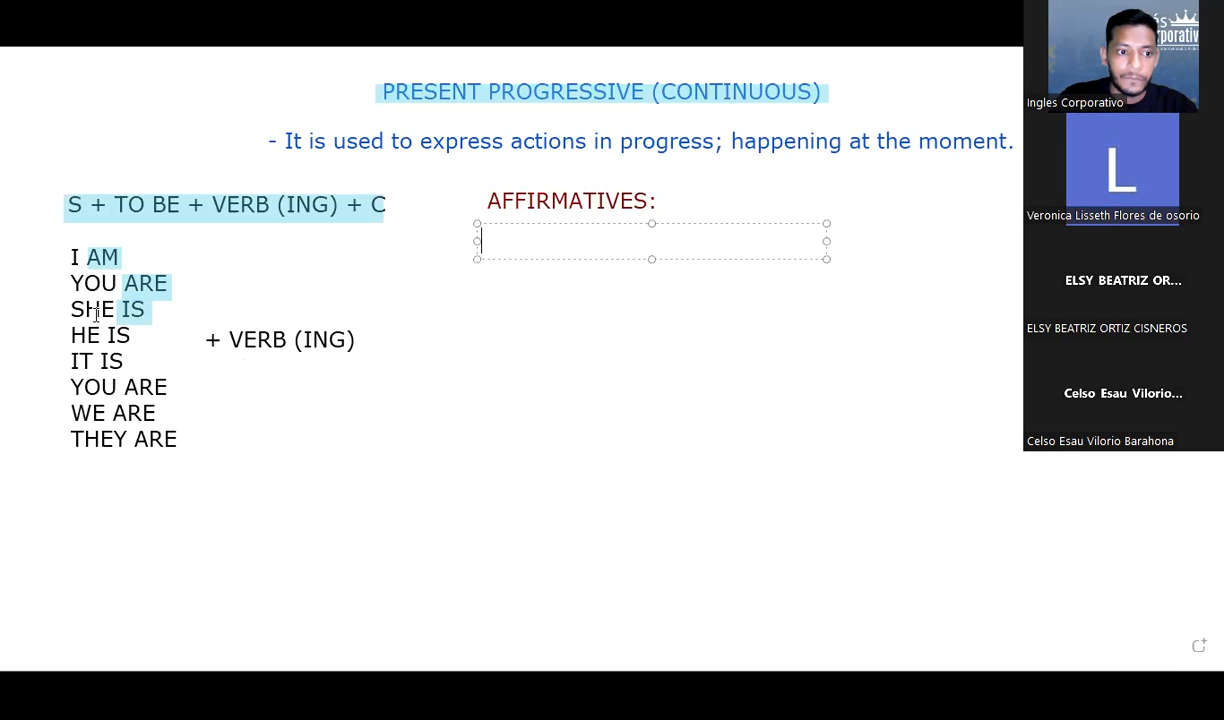 PRESENT PROGRESSIVE (CONTINUOUS)
- It is used to express actions in progress; happening at the moment.
S + TO BE + VERB (ING) + C
AFFIRMATIVES:
I AM
YOU ARE
SHE IS
HE IS
+ VERB (ING)
IT IS
YOU ARE
WE ARE
THEY ARE
Ingles Corporativo
L
Veronica Lisseth Flores de osorio
ELSY BEATRIZ OR...
ELSY BEATRIZ ORTIZ CISNEROS
Celso Esau Vilorio...
Celso Esau Vilorio Barahona